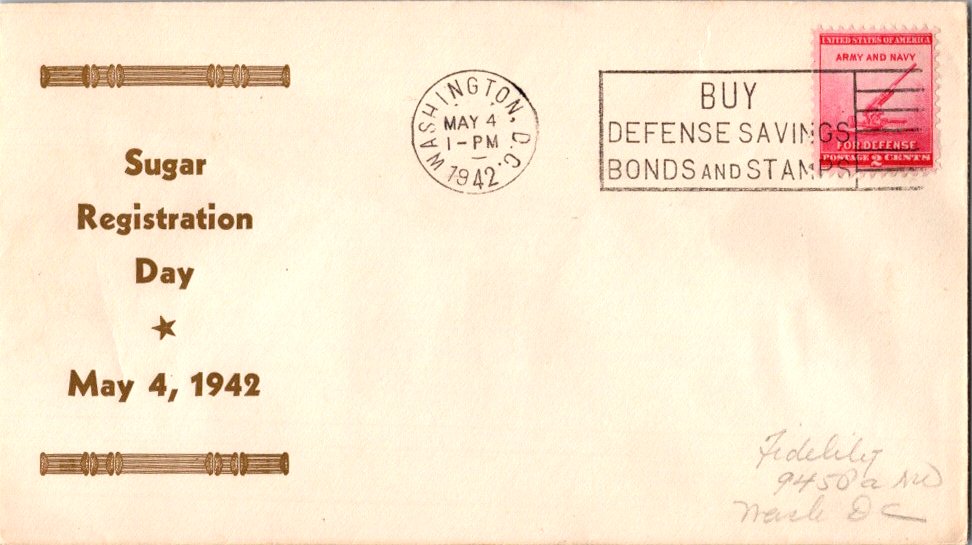 Sugar
Registration
Day
May 4, 1942
WASHINGTON, D.C.
MAY 4
1-PM
1942
BUY
DEFENSE SAVINGS
BONDS AND STAMPS
UNITED STATES OF AMERICA
ARMY AND NAVY
FOR DEFENSE
POSTAGE 2 CENTS
Fidelity
NW
Wash DC